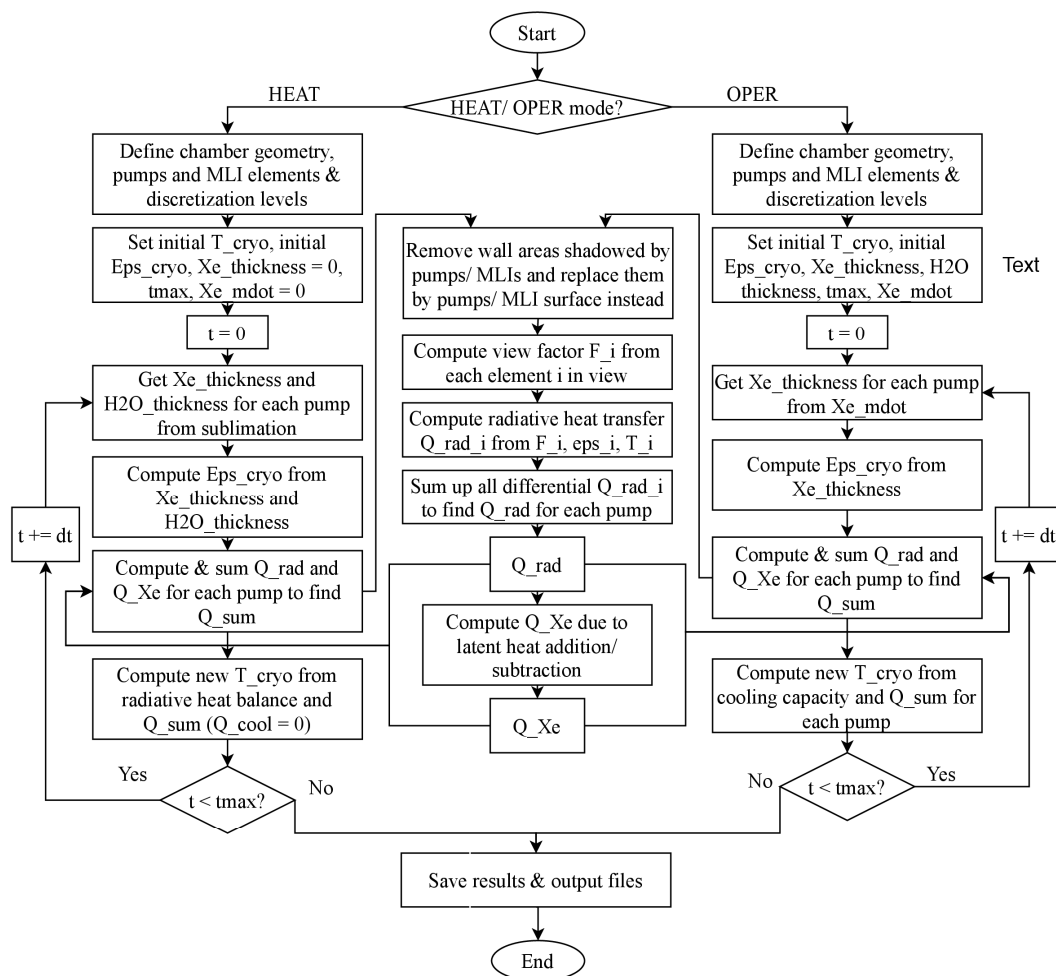 Start
HEAT/ OPER mode?
HEAT
OPER
Define chamber geometry,
pumps and MLI elements &
discretization levels
Set initial T_cryo, initial
Eps_cryo, Xe_thickness = 0,
tmax, Xe_mdot = 0
t = 0
Get Xe_thickness and
H2O_thickness for each pump
from sublimation
Compute Eps_cryo from
Xe_thickness and
H2O_thickness
t += dt
Compute & sum Q_rad and
Q_Xe for each pump to find
Q_sum
Compute new T_cryo from
radiative heat balance and
Q_sum (Q_cool = 0)
Yes
t < tmax?
No
Remove wall areas shadowed by
pumps/ MLIs and replace them
by pumps/ MLI surface instead
Compute view factor F_i from
each element i in view
Compute radiative heat transfer
Q_rad_i from F_i, eps_i, T_i
Sum up all differential Q_rad_i
to find Q_rad for each pump
Q_rad
Compute Q_Xe due to
latent heat addition/
subtraction
Q_Xe
Define chamber geometry,
pumps and MLI elements &
discretization levels
Set initial T_cryo, initial
Eps_cryo, Xe_thickness, H2O
thickness, tmax, Xe_mdot
Text
t = 0
Get Xe_thickness for each pump
from Xe_mdot
Compute Eps_cryo from
Xe_thickness
t += dt
Compute & sum Q_rad and
Q_Xe for each pump to find
Q_sum
Compute new T_cryo from
cooling capacity and Q_sum for
each pump
No
t < tmax?
Yes
Save results & output files
End